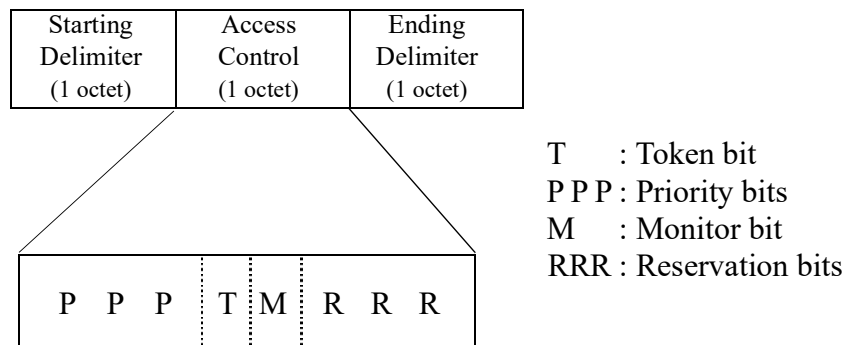 Starting Access Ending
Delimiter Control Delimiter
(1 octet) (1 octet) (1 octet)
T : Token bit
P P P : Priority bits
M : Monitor bit
RRR : Reservation bits
P P P T M R R R